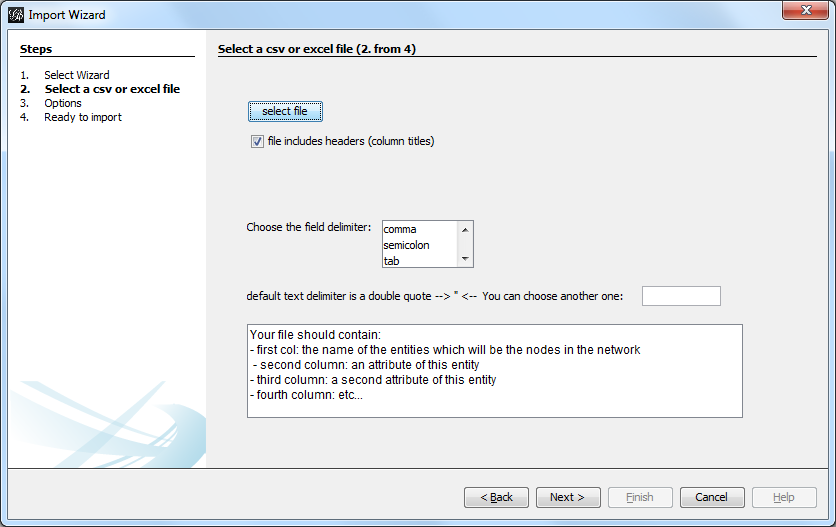 Import Wizard
Steps
1. Select Wizard
2. Select a csv or excel file
3. Options
4. Ready to import
Select a csv or excel file (2. from 4)
select file
file includes headers (column titles)
Choose the field delimiter:
comma
semicolon
tab
default text delimiter is a double quote --> " <-- You can choose another one:
Your file should contain:
- first col: the name of the entities which will be the nodes in the network
- second column: an attribute of this entity
- third column: a second attribute of this entity
- fourth column: etc...
< Back
Next >
Finish
Cancel
Help